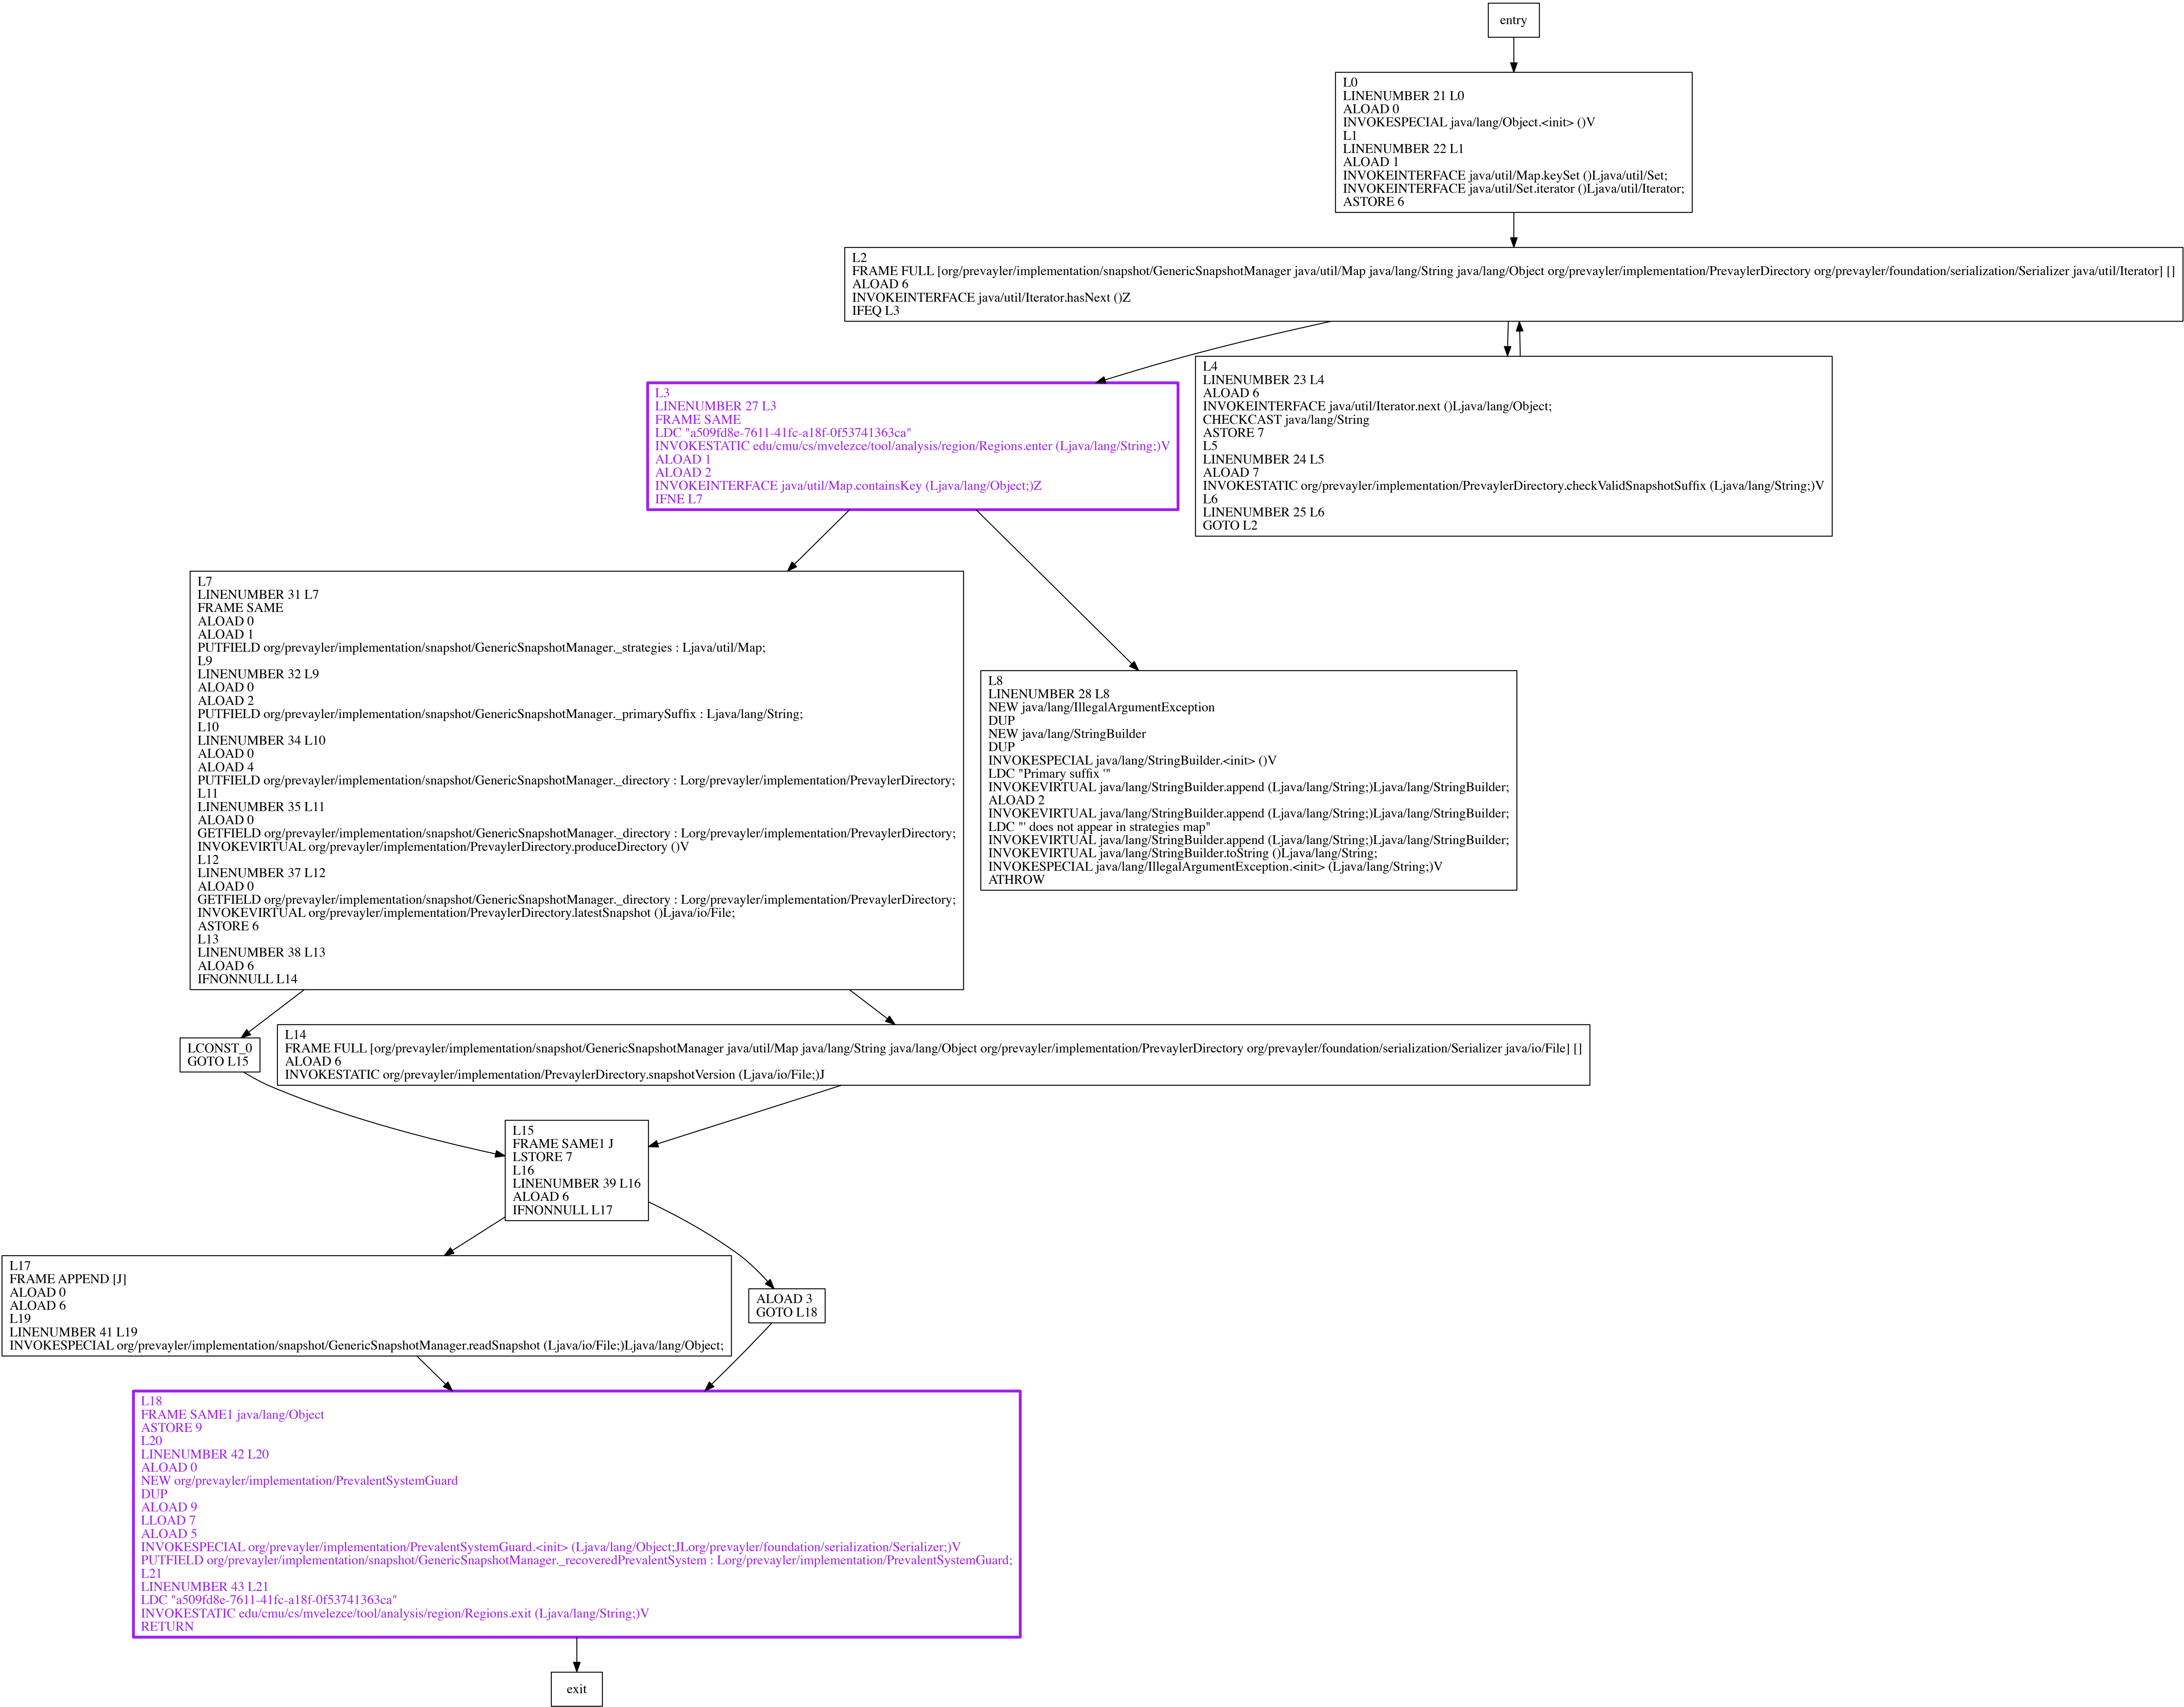 entry
L0
LINENUMBER 21 L0
ALOAD 0
INVOKESPECIAL java/lang/Object.<init> ()V
L1
LINENUMBER 22 L1
ALOAD 1
INVOKEINTERFACE java/util/Map.keySet ()Ljava/util/Set;
INVOKEINTERFACE java/util/Set.iterator ()Ljava/util/Iterator;
ASTORE 6
L2
FRAME FULL [org/prevayler/implementation/snapshot/GenericSnapshotManager java/util/Map java/lang/String java/lang/Object org/prevayler/implementation/PrevaylerDirectory org/prevayler/foundation/serialization/Serializer java/util/Iterator] []
ALOAD 6
INVOKEINTERFACE java/util/Iterator.hasNext ()Z
IFEQ L3
L3
LINENUMBER 27 L3
FRAME SAME
LDC "a509fd8e-7611-41fc-a18f-0f53741363ca"
INVOKESTATIC edu/cmu/cs/mvelezce/tool/analysis/region/Regions.enter (Ljava/lang/String;)V
ALOAD 1
ALOAD 2
INVOKEINTERFACE java/util/Map.containsKey (Ljava/lang/Object;)Z
IFNE L7
L4
LINENUMBER 23 L4
ALOAD 6
INVOKEINTERFACE java/util/Iterator.next ()Ljava/lang/Object;
CHECKCAST java/lang/String
ASTORE 7
L5
LINENUMBER 24 L5
ALOAD 7
INVOKESTATIC org/prevayler/implementation/PrevaylerDirectory.checkValidSnapshotSuffix (Ljava/lang/String;)V
L6
LINENUMBER 25 L6
GOTO L2
L7
LINENUMBER 31 L7
FRAME SAME
ALOAD 0
ALOAD 1
PUTFIELD org/prevayler/implementation/snapshot/GenericSnapshotManager._strategies : Ljava/util/Map;
L9
LINENUMBER 32 L9
ALOAD 0
ALOAD 2
PUTFIELD org/prevayler/implementation/snapshot/GenericSnapshotManager._primarySuffix : Ljava/lang/String;
L10
LINENUMBER 34 L10
ALOAD 0
ALOAD 4
PUTFIELD org/prevayler/implementation/snapshot/GenericSnapshotManager._directory : Lorg/prevayler/implementation/PrevaylerDirectory;
L11
LINENUMBER 35 L11
ALOAD 0
GETFIELD org/prevayler/implementation/snapshot/GenericSnapshotManager._directory : Lorg/prevayler/implementation/PrevaylerDirectory;
INVOKEVIRTUAL org/prevayler/implementation/PrevaylerDirectory.produceDirectory ()V
L12
LINENUMBER 37 L12
ALOAD 0
GETFIELD org/prevayler/implementation/snapshot/GenericSnapshotManager._directory : Lorg/prevayler/implementation/PrevaylerDirectory;
INVOKEVIRTUAL org/prevayler/implementation/PrevaylerDirectory.latestSnapshot ()Ljava/io/File;
ASTORE 6
L13
LINENUMBER 38 L13
ALOAD 6
IFNONNULL L14
L8
LINENUMBER 28 L8
NEW java/lang/IllegalArgumentException
DUP
NEW java/lang/StringBuilder
DUP
INVOKESPECIAL java/lang/StringBuilder.<init> ()V
LDC "Primary suffix '"
INVOKEVIRTUAL java/lang/StringBuilder.append (Ljava/lang/String;)Ljava/lang/StringBuilder;
ALOAD 2
INVOKEVIRTUAL java/lang/StringBuilder.append (Ljava/lang/String;)Ljava/lang/StringBuilder;
LDC "' does not appear in strategies map"
INVOKEVIRTUAL java/lang/StringBuilder.append (Ljava/lang/String;)Ljava/lang/StringBuilder;
INVOKEVIRTUAL java/lang/StringBuilder.toString ()Ljava/lang/String;
INVOKESPECIAL java/lang/IllegalArgumentException.<init> (Ljava/lang/String;)V
ATHROW
LCONST_0
GOTO L15
L14
FRAME FULL [org/prevayler/implementation/snapshot/GenericSnapshotManager java/util/Map java/lang/String java/lang/Object org/prevayler/implementation/PrevaylerDirectory org/prevayler/foundation/serialization/Serializer java/io/File] []
ALOAD 6
INVOKESTATIC org/prevayler/implementation/PrevaylerDirectory.snapshotVersion (Ljava/io/File;)J
L15
FRAME SAME1 J
LSTORE 7
L16
LINENUMBER 39 L16
ALOAD 6
IFNONNULL L17
L17
FRAME APPEND [J]
ALOAD 0
ALOAD 6
L19
LINENUMBER 41 L19
INVOKESPECIAL org/prevayler/implementation/snapshot/GenericSnapshotManager.readSnapshot (Ljava/io/File;)Ljava/lang/Object;
ALOAD 3
GOTO L18
L18
FRAME SAME1 java/lang/Object
ASTORE 9
L20
LINENUMBER 42 L20
ALOAD 0
NEW org/prevayler/implementation/PrevalentSystemGuard
DUP
ALOAD 9
LLOAD 7
ALOAD 5
INVOKESPECIAL org/prevayler/implementation/PrevalentSystemGuard.<init> (Ljava/lang/Object;JLorg/prevayler/foundation/serialization/Serializer;)V
PUTFIELD org/prevayler/implementation/snapshot/GenericSnapshotManager._recoveredPrevalentSystem : Lorg/prevayler/implementation/PrevalentSystemGuard;
L21
LINENUMBER 43 L21
LDC "a509fd8e-7611-41fc-a18f-0f53741363ca"
INVOKESTATIC edu/cmu/cs/mvelezce/tool/analysis/region/Regions.exit (Ljava/lang/String;)V
RETURN
exit